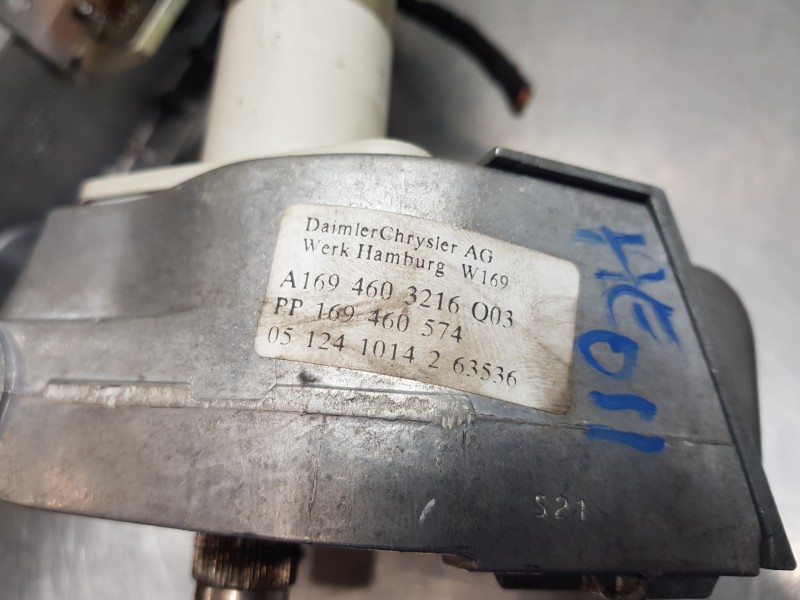 DaimlerChrysler AG
Werk Hamburg W169
A169 460 3216 Q03
PP 169 460 574
05 124 1014 2 63536
S21